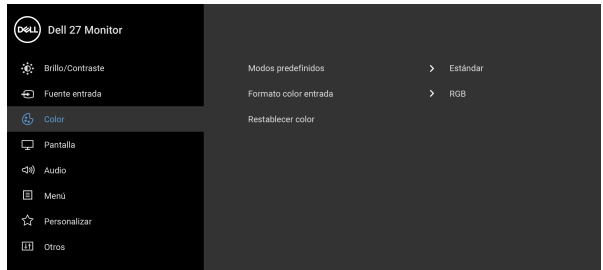 DELL Dell 27 Monitor
Brillo/Contraste
Modos predefinidos > Estándar
Fuente entrada
Formato color entrada > RGB
Color
Restablecer color
Pantalla
Audio
Menú
Personalizar
Otros